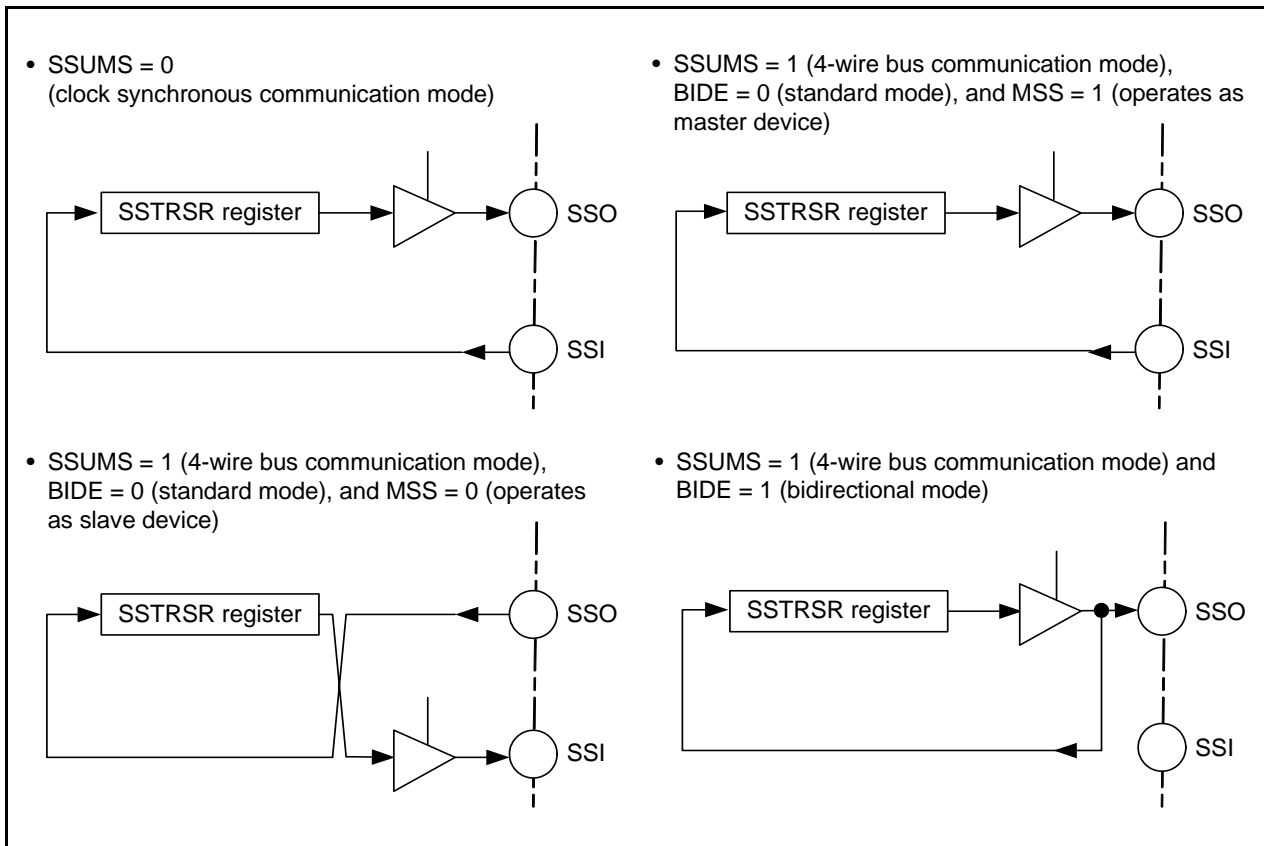 • SSUMS = 0
(clock synchronous communication mode)
SSTRSR register
SSO
SSI
• SSUMS = 1 (4-wire bus communication mode),
BIDE = 0 (standard mode), and MSS = 1 (operates as
master device)
SSTRSR register
SSO
SSI
• SSUMS = 1 (4-wire bus communication mode),
BIDE = 0 (standard mode), and MSS = 0 (operates
as slave device)
SSTRSR register
SSO
SSI
• SSUMS = 1 (4-wire bus communication mode) and
BIDE = 1 (bidirectional mode)
SSTRSR register
SSO
SSI